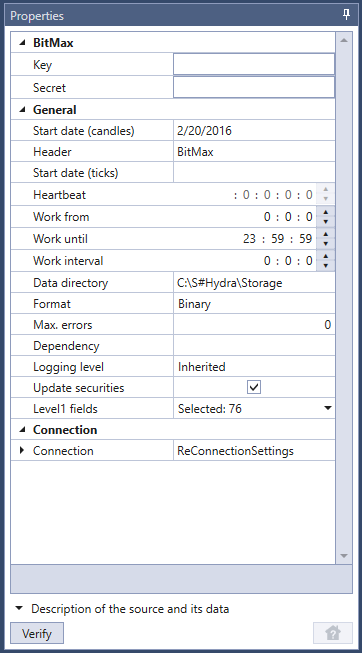 Properties
BitMax
Key
Secret
General
Start date (candles) 2/20/2016
Header BitMax
Start date (ticks)
Heartbeat : 0 : 0 : 0 : 0
Work from 0 : 0 : 0
Work until 23 : 59 : 59
Work interval 0 : 0 : 0
Data directory C:\S#Hydra\Storage
Format Binary
Max. errors 0
Dependency
Logging level Inherited
Update securities
Level1 fields Selected: 76
Connection
Connection ReConnectionSettings
Description of the source and its data
Verify